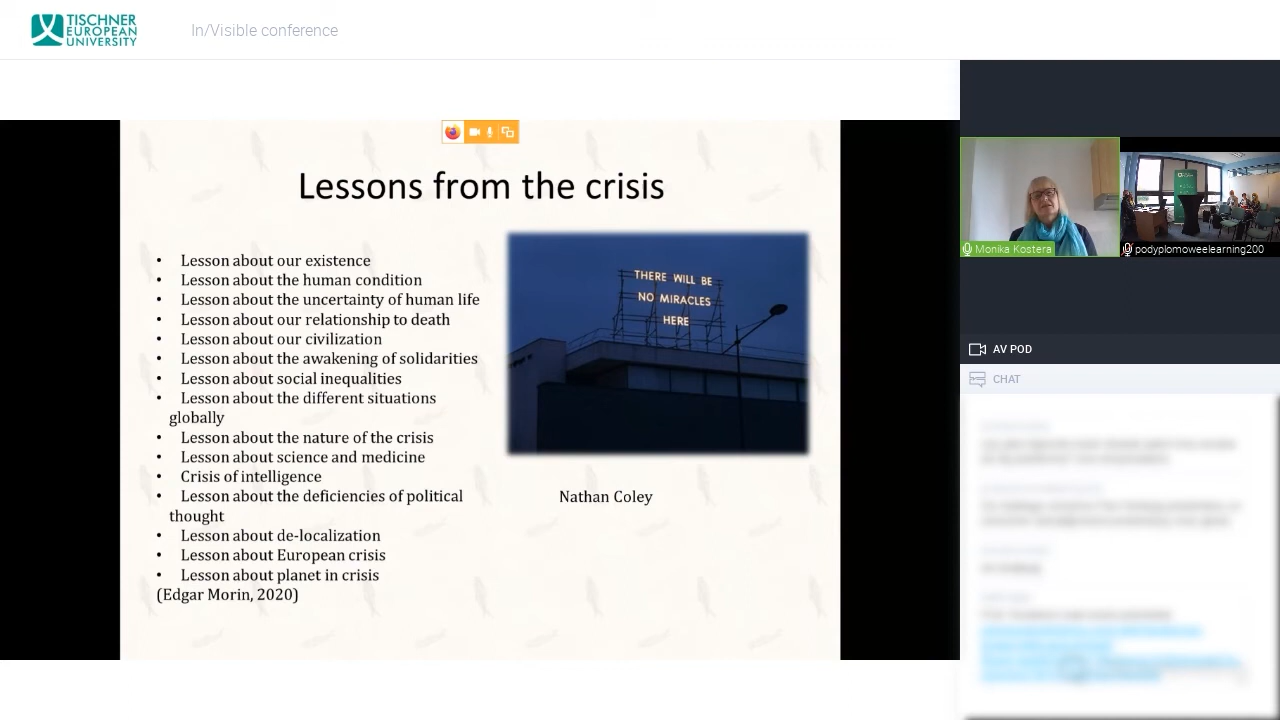 TISCHNER
EUROPEAN
UNIVERSITY
In/Visible conference
Lessons from the crisis
• Lesson about our existence
• Lesson about the human condition
• Lesson about the uncertainty of human life
• Lesson about our relationship to death
• Lesson about our civilization
• Lesson about the awakening of solidarities
• Lesson about social inequalities
• Lesson about the different situations
globally
• Lesson about the nature of the crisis
• Lesson about science and medicine
• Crisis of intelligence
• Lesson about the deficiencies of political
thought
• Lesson about de-localization
• Lesson about European crisis
• Lesson about planet in crisis
(Edgar Morin, 2020)
THERE WILL BE
NO MIRACLES
HERE
Nathan Coley
Monika Kostera
podyplomoweelearning200
AV POD
CHAT